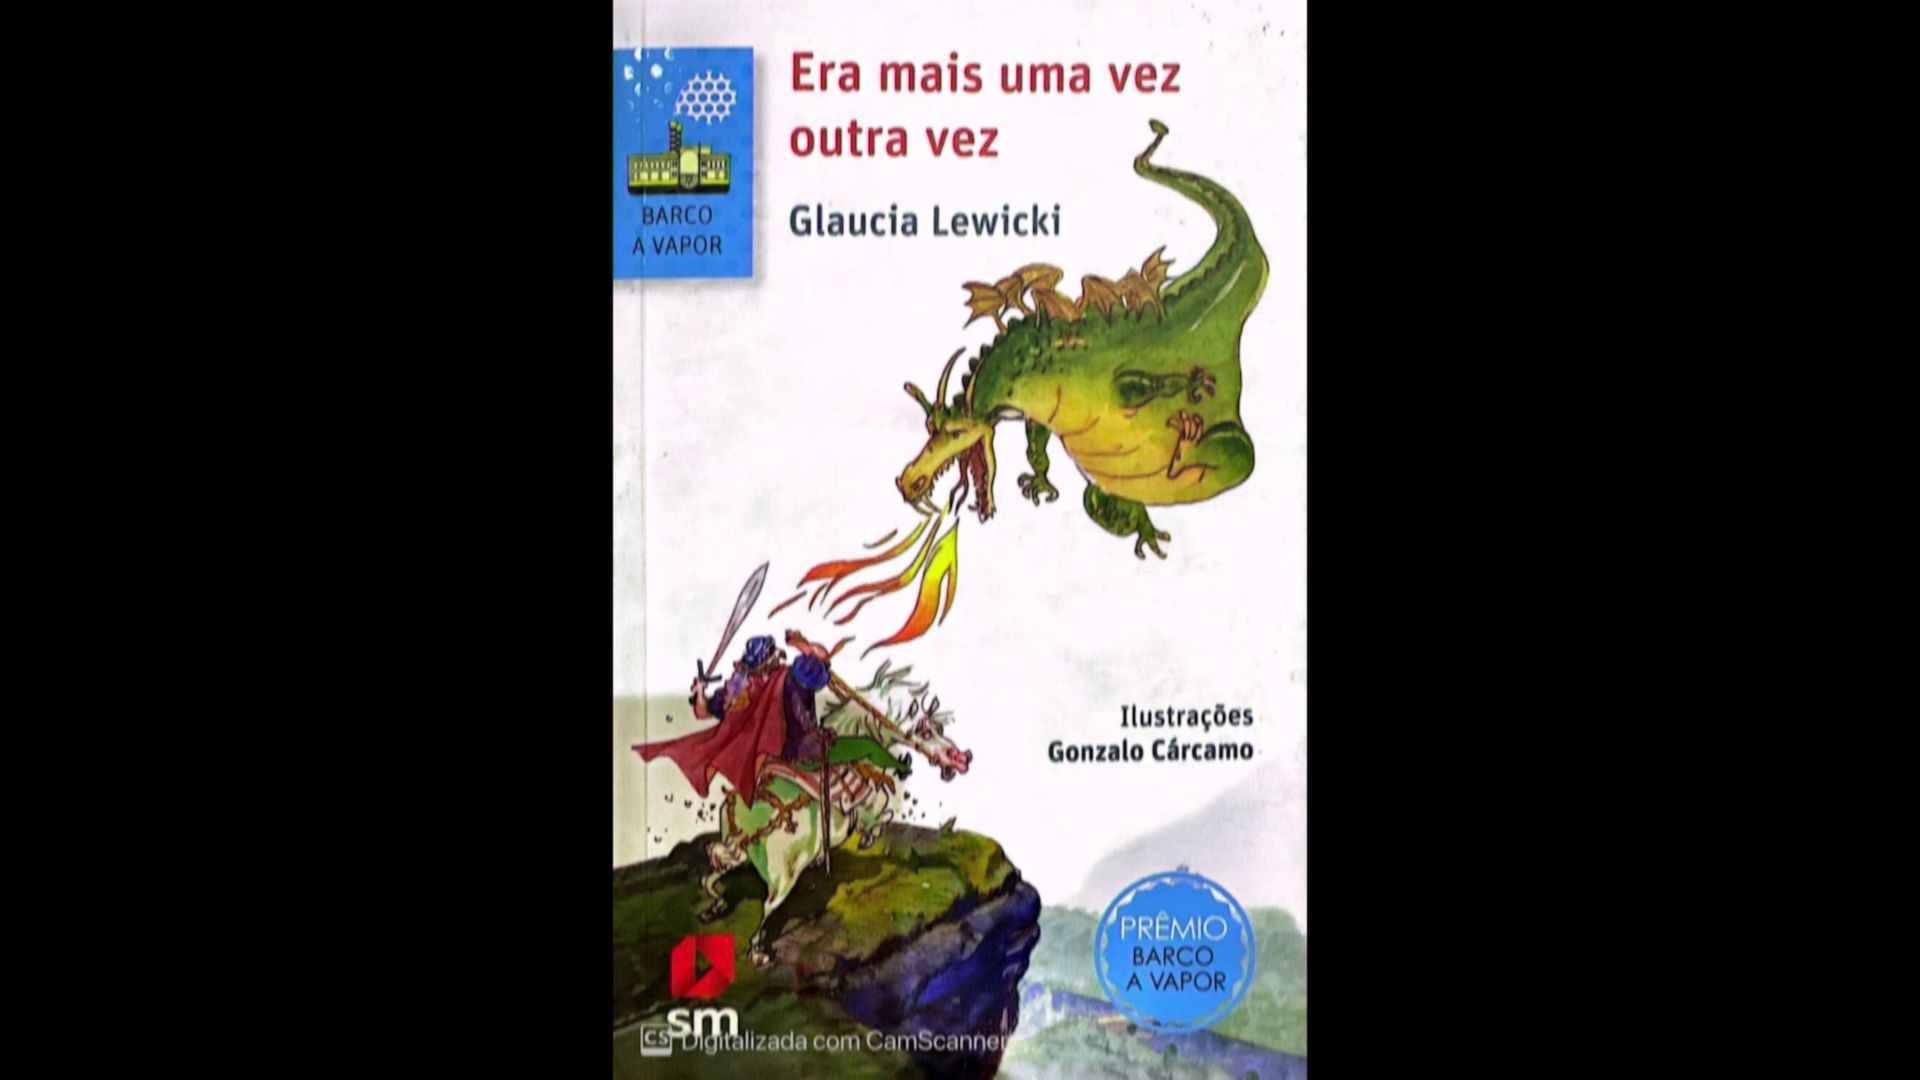 Era mais uma vez
outra vez
BARCO
A VAPOR
Glaucia Lewicki
Ilustrações
Gonzalo Cárcamo
PRÊMIO
BARCO
A VAPOR
sm
CS Digitalizada com CamScanner